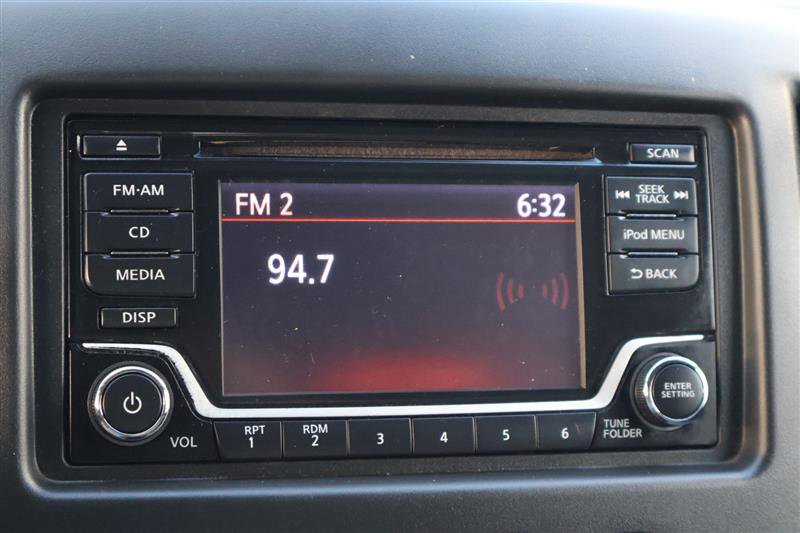 SCAN
FM·AM
CD
MEDIA
DISP
FM 2
6:32
94.7
SEEK
TRACK
iPod MENU
BACK
VOL
RPT
1
RDM
2
3
4
5
6
TUNE
FOLDER
ENTER
SETTING